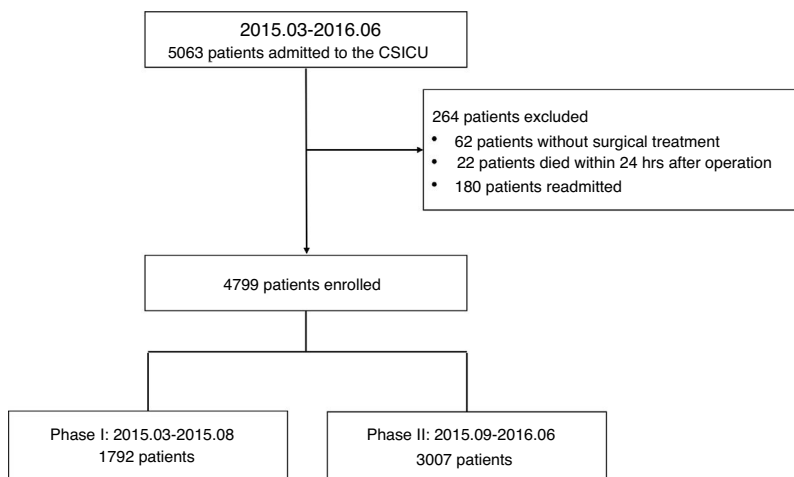 2015.03-2016.06
5063 patients admitted to the CSICU
264 patients excluded
• 62 patients without surgical treatment
• 22 patients died within 24 hrs after operation
• 180 patients readmitted
4799 patients enrolled
Phase I: 2015.03-2015.08
1792 patients
Phase II: 2015.09-2016.06
3007 patients